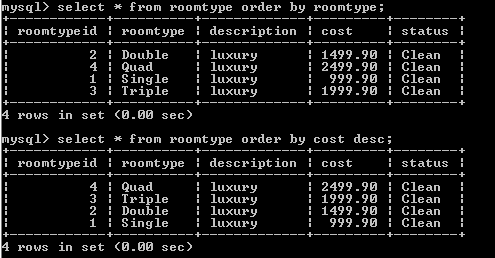 mysql> select * from roomtype order by roomtype;
+------------+----------+-------------+---------+--------+
| roomtypeid | roomtype | description | cost    | status |
+------------+----------+-------------+---------+--------+
|          2 | Double   | luxury      | 1499.90 | Clean  |
|          4 | Quad     | luxury      | 2499.90 | Clean  |
|          1 | Single   | luxury      |  999.90 | Clean  |
|          3 | Triple   | luxury      | 1999.90 | Clean  |
+------------+----------+-------------+---------+--------+
4 rows in set (0.00 sec)
mysql> select * from roomtype order by cost desc;
+------------+----------+-------------+---------+--------+
| roomtypeid | roomtype | description | cost    | status |
+------------+----------+-------------+---------+--------+
|          4 | Quad     | luxury      | 2499.90 | Clean  |
|          3 | Triple   | luxury      | 1999.90 | Clean  |
|          2 | Double   | luxury      | 1499.90 | Clean  |
|          1 | Single   | luxury      |  999.90 | Clean  |
+------------+----------+-------------+---------+--------+
4 rows in set (0.00 sec)